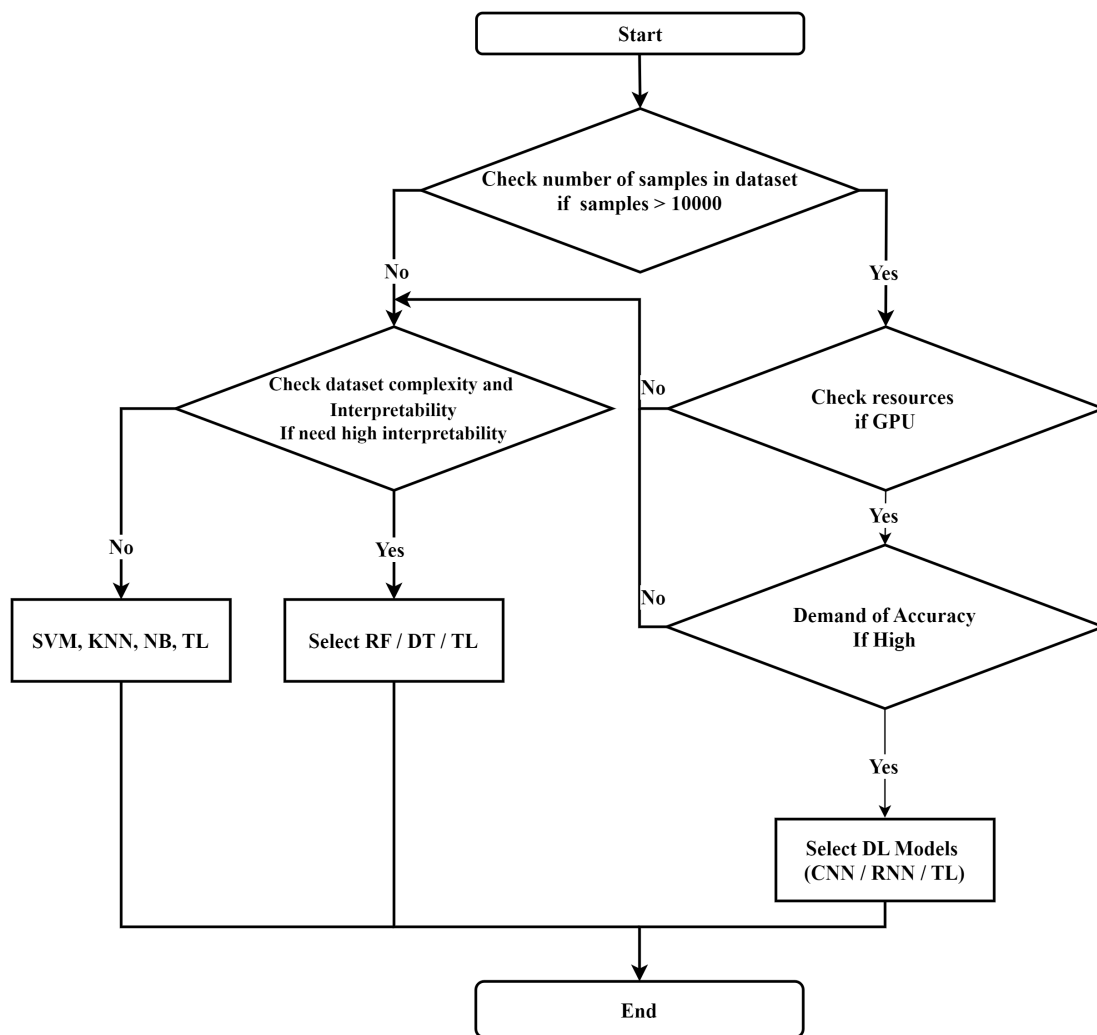 Start
Check number of samples in dataset
if samples > 10000
No
Yes
Check dataset complexity and
Interpretability
If need high interpretability
No
Check resources
if GPU
No
Yes
Yes
SVM, KNN, NB, TL
Select RF / DT / TL
No
Demand of Accuracy
If High
Yes
Select DL Models
(CNN / RNN / TL)
End